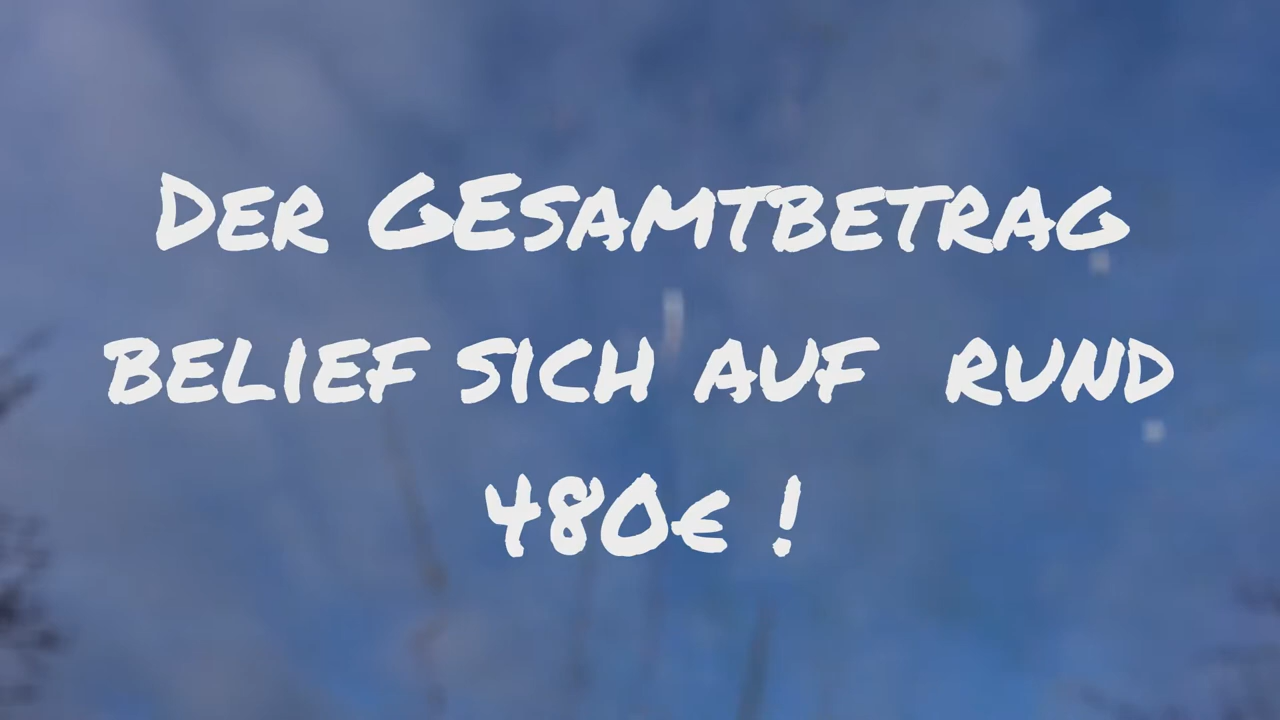 Der GEsamtbetrag
belief sich auf rund
480€ !